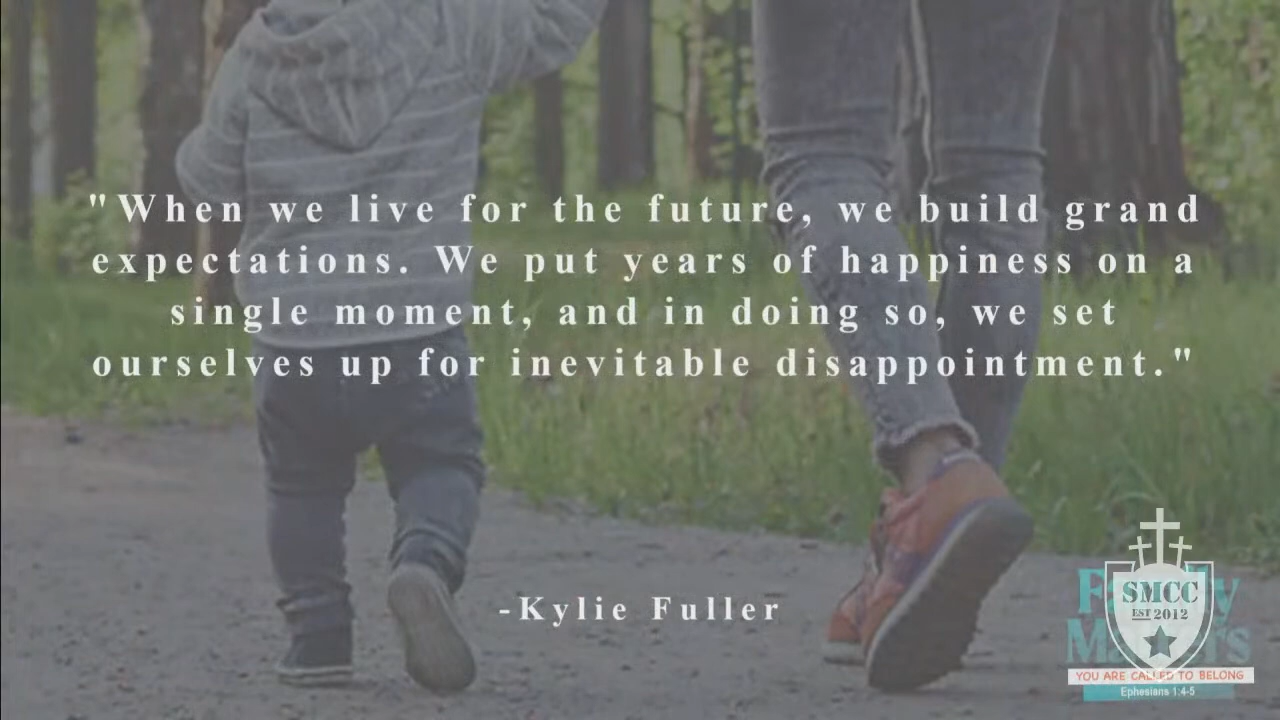 "When we live for the future, we build grand
expectations. We put years of happiness on a
single moment, and in doing so, we set
ourselves up for inevitable disappointment."
-Kylie Fuller
Family
SMCC
EST 2012
Matters
YOU ARE CALLED TO BELONG
Ephesians 1:4-5